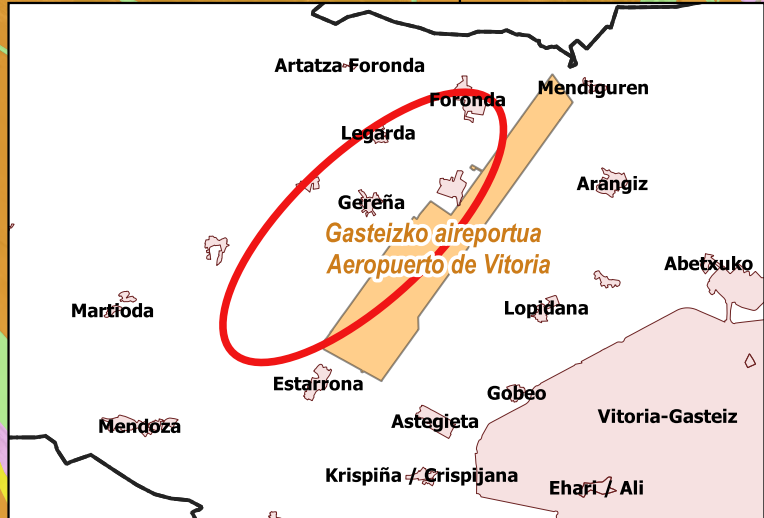 Artatza-Foronda
Mendiguren
Foronda
Legarda
Arangiz
Gereña
Gasteizko aireportua
Aeropuerto de Vitoria
Abetxuko
Martioda
Lopidana
Estarrona
Gobeo
Astegieta
Vitoria-Gasteiz
Mendoza
Krispiña / Crispijana
Ehari / Ali